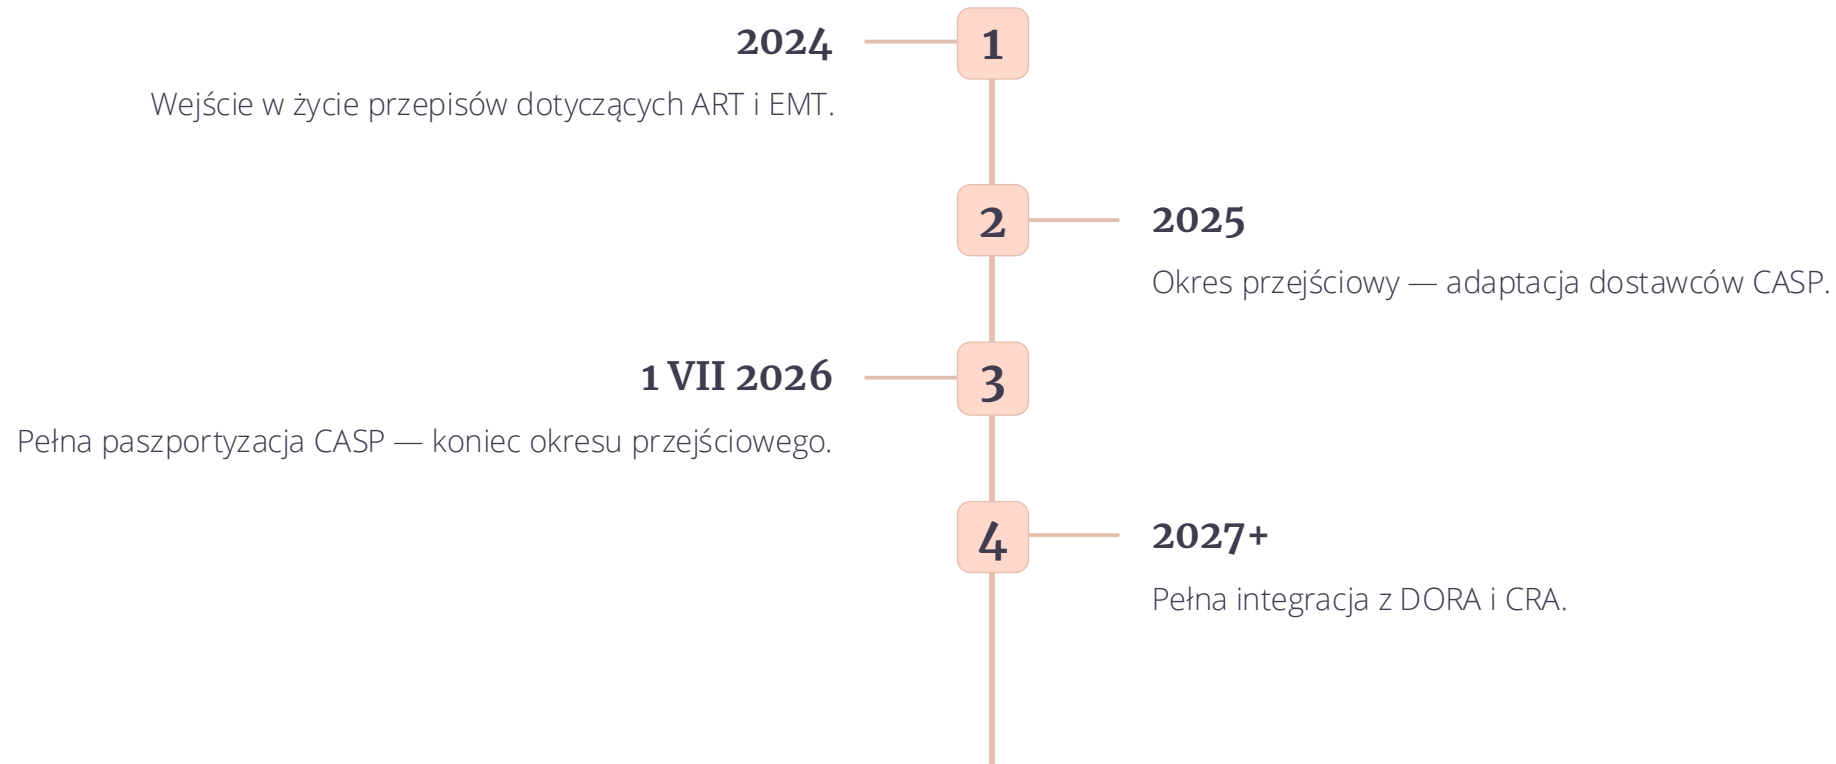 1
2024
Wejście w życie przepisów dotyczących ART i EMT.
2
2025
Okres przejściowy — adaptacja dostawców CASP.
3
1 VII 2026
Pełna paszportyzacja CASP — koniec okresu przejściowego.
4
2027+
Pełna integracja z DORA i CRA.